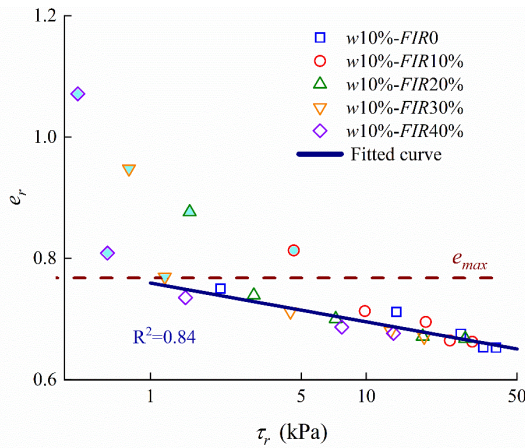 1.2
1.0
0.8
0.6
e_r
w10%-FIR0
w10%-FIR10%
w10%-FIR20%
w10%-FIR30%
w10%-FIR40%
Fitted curve
e_max
R²=0.84
1 5 10 50
τ_r (kPa)